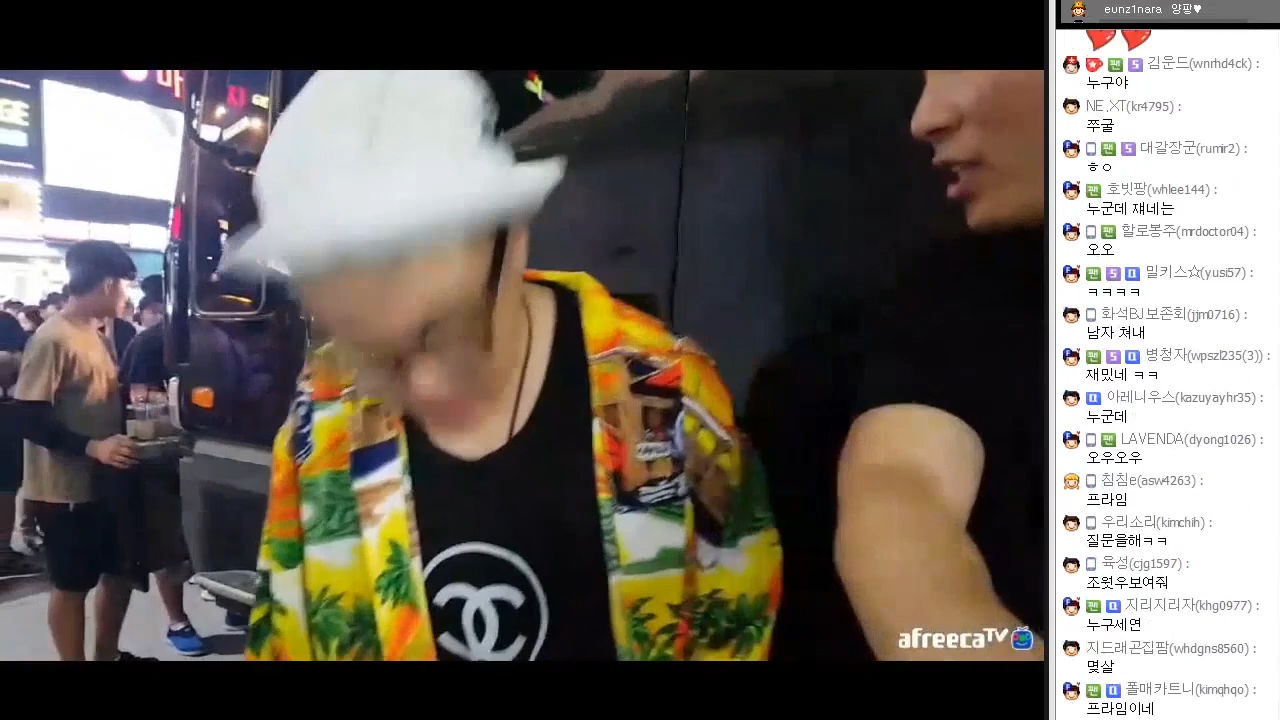 eunz1nara 양팡♥
김운드(wnrhd4ck) :
누구야
NE,XT(kr4795) :
쭈굴
대갈장군(rumir2) :
ㅎㅇ
호빗팡(whlee144) :
누군데 쟤네는
할로봉주(mrdoctor04) :
오오
밀키스☆(yusi57) :
ㅋㅋㅋㅋ
화석BJ보존회(jjm0716) :
남자 쳐내
병첨자(wpszl235(3)) :
재밌네 ㅋㅋ
아레니우스(kazuyayhr35) :
누군데
LAVENDA(dyong1026) :
오우오우
침침e(asw4263) :
프라임
우리소리(kimchih) :
질문을해ㅋㅋ
육성(cjg1597) :
조원우보여줘
지리지리자(khg0977) :
누구세연
지드래곤집팜(whdgns8560) :
몇살
폴매카트니(kimqhqo) :
프라임이네
afreecaTV